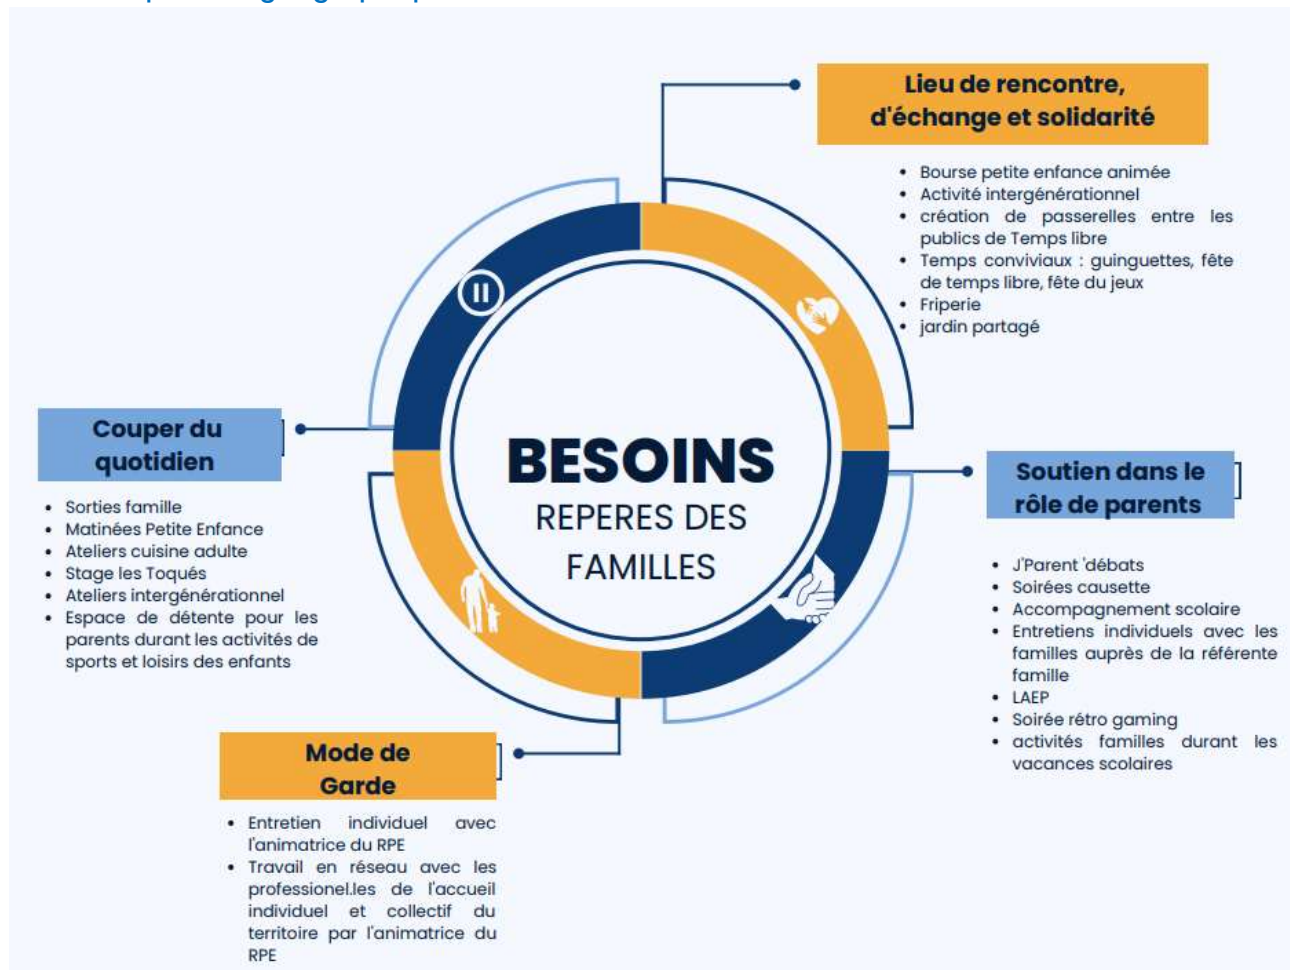 Lieu de rencontre,
d'échange et solidarité
• Bourse petite enfance animée
• Activité intergénérationnel
• création de passerelles entre les
publics de Temps libre
• Temps conviviaux : guinguettes, fête
de temps libre, fête du jeux
• Friperie
• jardin partagé
Couper du
quotidien
• Sorties famille
• Matinées Petite Enfance
• Ateliers cuisine adulte
• Stage les Toqués
• Ateliers intergénérationnel
• Espace de détente pour les
parents durant les activités de
sports et loisirs des enfants
BESOINS
REPERES DES
FAMILLES
Soutien dans le
rôle de parents
• J'Parent 'débats
• Soirées causette
• Accompagnement scolaire
• Entretiens individuels avec les
familles auprès de la référente
famille
• LAEP
• Soirée rétro gaming
• activités familles durant les
vacances scolaires
Mode de
Garde
• Entretien individuel avec
l'animatrice du RPE
• Travail en réseau avec les
professionel.les de l'accueil
individuel et collectif du
territoire par l'animatrice du
RPE